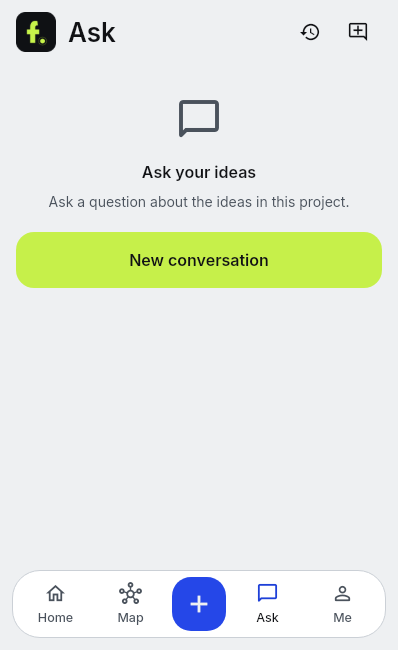 f.
Ask
Ask your ideas
Ask a question about the ideas in this project.
New conversation
Home
Map
Ask
Me